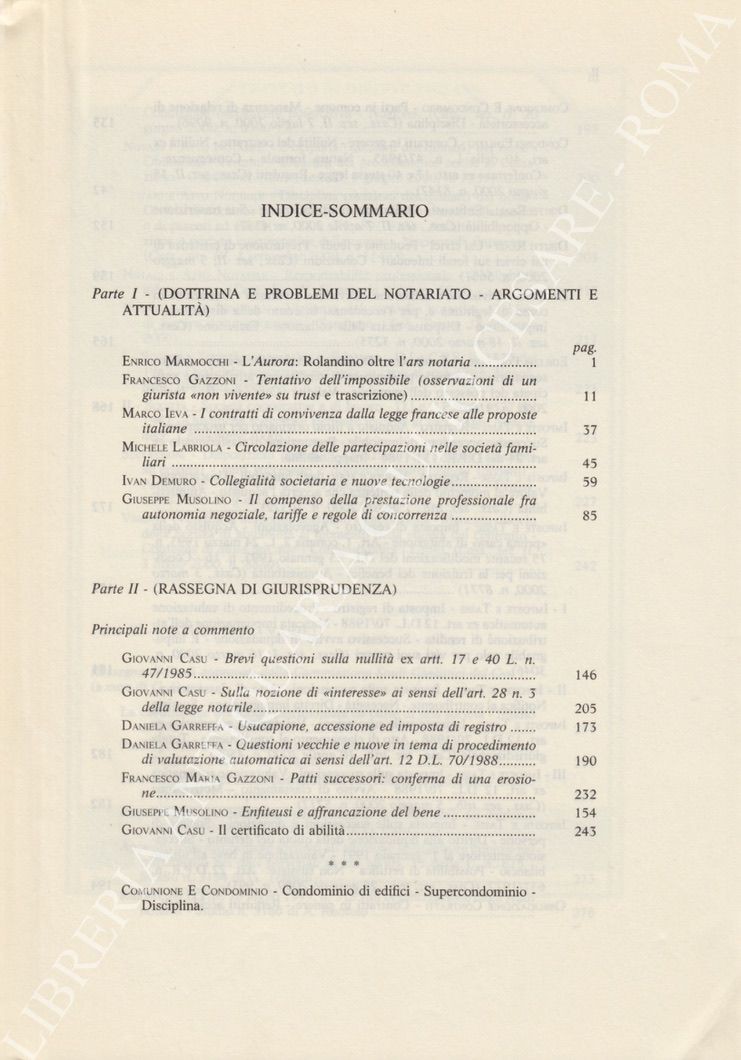 INDICE-SOMMARIO
Parte I - (DOTTRINA E PROBLEMI DEL NOTARIATO - ARGOMENTI E
ATTUALITÀ)
pag.
ENRICO MARMOCCHI - L'Aurora: Rolandino oltre l'ars notaria .................. 1
FRANCESCO GAZZONI - Tentativo dell'impossibile (osservazioni di un
giurista «non vivente» su trust e trascrizione) .................................... 11
MARCO IEVA - I contratti di convivenza dalla legge francese alle proposte
italiane .................................................................................................. 37
MICHELE LABRIOLA - Circolazione delle partecipazioni nelle società fami-
liari ........................................................................................................ 45
IVAN DEMURO - Collegialità societaria e nuove tecnologie........................ 59
GIUSEPPE MUSOLINO - Il compenso della prestazione professionale fra
autonomia negoziale, tariffe e regole di concorrenza ........................ 85
Parte II - (RASSEGNA DI GIURISPRUDENZA)
Principali note a commento
GIOVANNI CASU - Brevi questioni sulla nullità ex artt. 17 e 40 L. n.
47/1985.................................................................................................. 146
GIOVANNI CASU - Sulla nozione di «interesse» ai sensi dell'art. 28 n. 3
della legge notarile................................................................................ 205
DANIELA GARREFFA - Usucapione, accessione ed imposta di registro ....... 173
DANIELA GARREFFA - Questioni vecchie e nuove in tema di procedimento
di valutazione automatica ai sensi dell'art. 12 D.L. 70/1988.......... 190
FRANCESCO MARIA GAZZONI - Patti successori: conferma di una erosio-
ne............................................................................................................ 232
GIUSEPPE MUSOLINO - Enfiteusi e affrancazione del bene ........................ 154
GIOVANNI CASU - Il certificato di abilità...................................................... 243
* * *
COMUNIONE E CONDOMINIO - Condominio di edifici - Supercondominio -
Disciplina.
LIBRERIA ANTIQUARIA GIULIO CESARE - ROMA